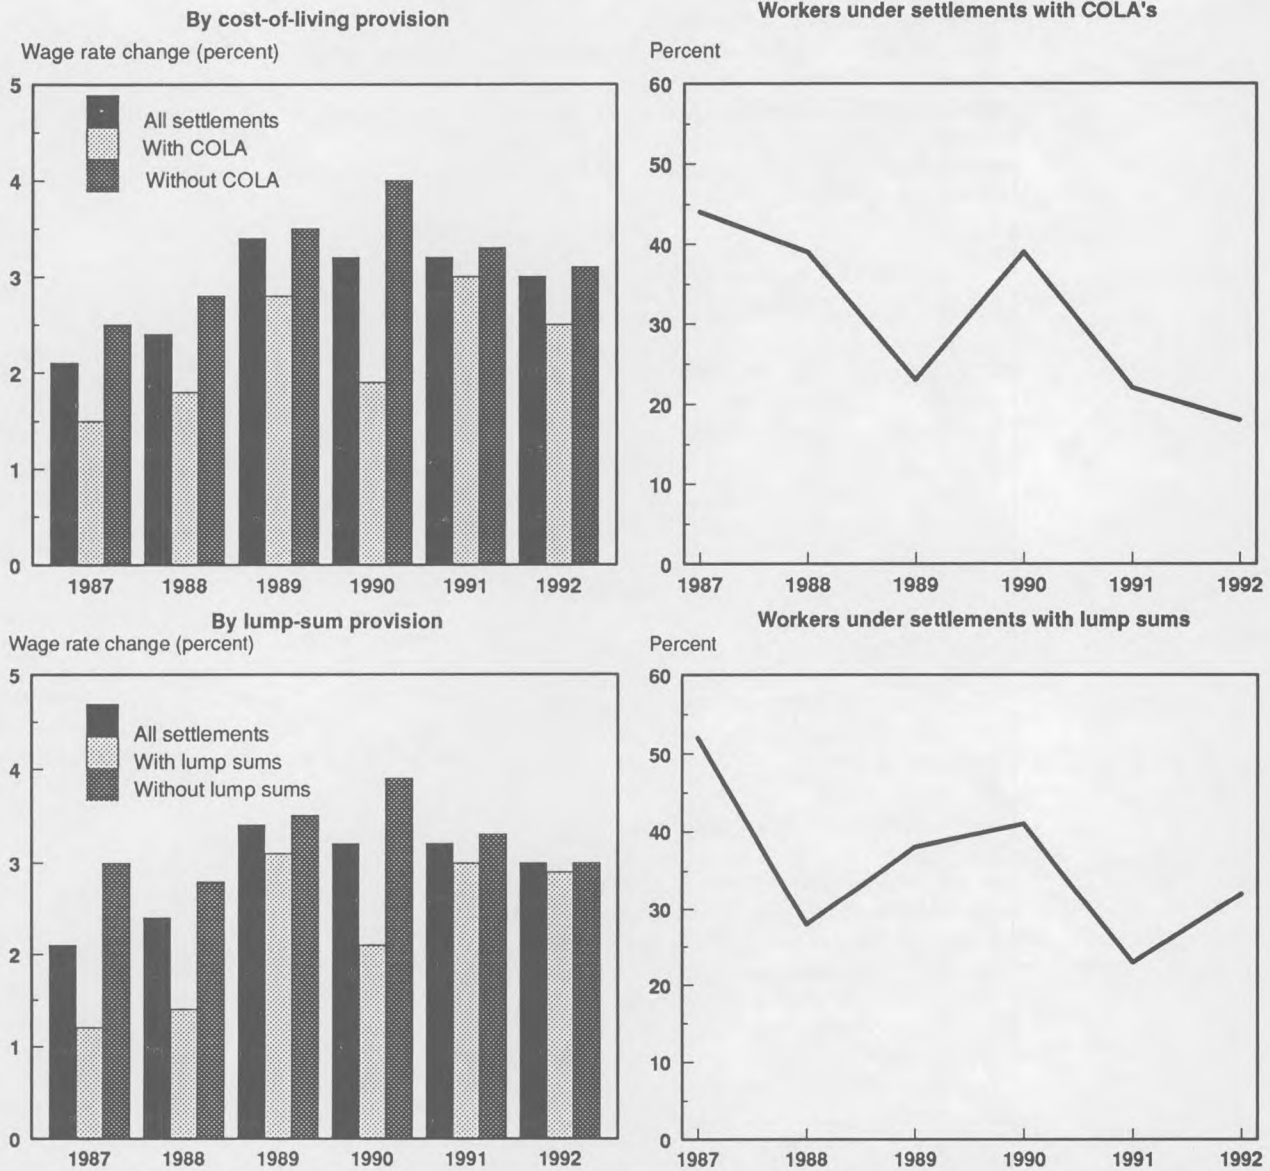 By cost-of-living provision
Wage rate change (percent)
5
4
3
2
1
0
All settlements
With COLA
Without COLA
1987 1988 1989 1990 1991 1992
Workers under settlements with COLA's
Percent
60
50
40
30
20
10
0
1987 1988 1989 1990 1991 1992
By lump-sum provision
Wage rate change (percent)
5
4
3
2
1
0
All settlements
With lump sums
Without lump sums
1987 1988 1989 1990 1991 1992
Workers under settlements with lump sums
Percent
60
50
40
30
20
10
0
1987 1988 1989 1990 1991 1992